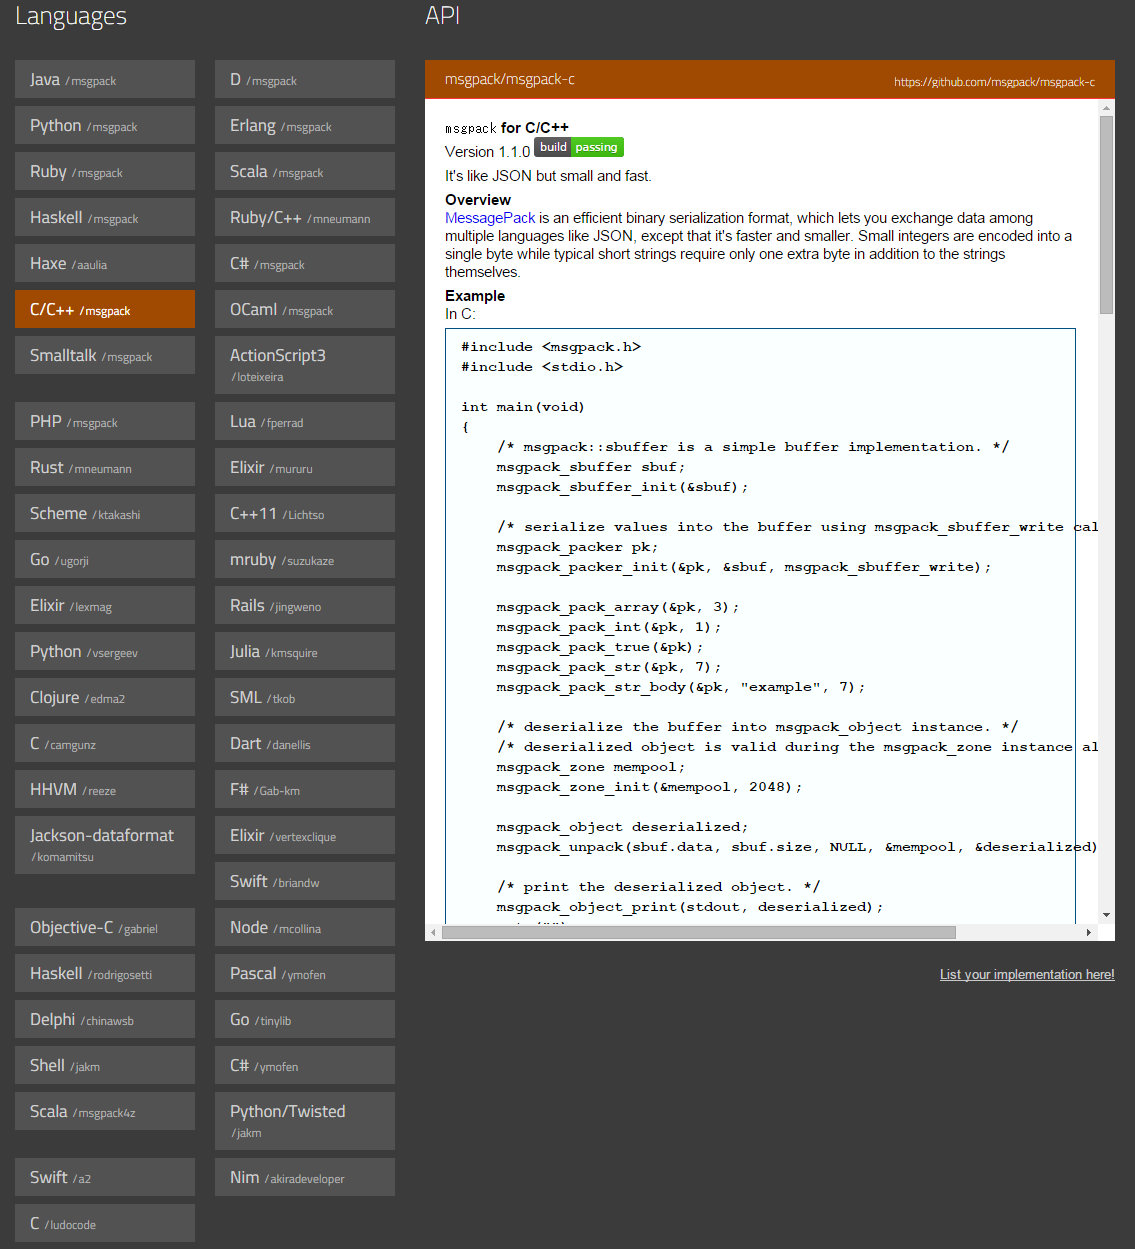 Languages
Java /msgpack
D /msgpack
Python /msgpack
Erlang /msgpack
Ruby /msgpack
Scala /msgpack
Haskell /msgpack
Ruby/C++ /mneumann
Haxe /aaulia
C# /msgpack
C/C++ /msgpack
OCaml /msgpack
Smalltalk /msgpack
ActionScript3
/loteixeira
PHP /msgpack
Lua /fperrad
Rust /mneumann
Elixir /mururu
Scheme /ktakashi
C++11 /Lichtso
Go /ugorji
mruby /suzukaze
Elixir /lexmag
Rails /jingweno
Python /vsergeev
Julia /kmsquire
Clojure /edma2
SML /tkob
C /camgunz
Dart /danellis
HHVM /reeze
F# /Gab-km
Jackson-dataformat
/komamitsu
Elixir /vertexclique
Swift /briandw
Objective-C /gabriel
Node /mcollina
Haskell /rodrigosetti
Pascal /ymofen
Delphi /chinawsb
Go /tinylib
Shell /jakm
C# /ymofen
Scala /msgpack4z
Python/Twisted
/jakm
Swift /a2
Nim /akiradeveloper
C /ludocode
API
msgpack/msgpack-c
https://github.com/msgpack/msgpack-c
msgpack for C/C++
Version 1.1.0 build passing
It's like JSON but small and fast.
Overview
MessagePack is an efficient binary serialization format, which lets you exchange data among
multiple languages like JSON, except that it's faster and smaller. Small integers are encoded into a
single byte while typical short strings require only one extra byte in addition to the strings
themselves.
Example
In C:
#include <msgpack.h>
#include <stdio.h>
int main(void)
{
/* msgpack::sbuffer is a simple buffer implementation. */
msgpack_sbuffer sbuf;
msgpack_sbuffer_init(&sbuf);
/* serialize values into the buffer using msgpack_sbuffer_write cal
msgpack_packer pk;
msgpack_packer_init(&pk, &sbuf, msgpack_sbuffer_write);
msgpack_pack_array(&pk, 3);
msgpack_pack_int(&pk, 1);
msgpack_pack_true(&pk);
msgpack_pack_str(&pk, 7);
msgpack_pack_str_body(&pk, "example", 7);
/* deserialize the buffer into msgpack_object instance. */
/* deserialized object is valid during the msgpack_zone instance al
msgpack_zone mempool;
msgpack_zone_init(&mempool, 2048);
msgpack_object deserialized;
msgpack_unpack(sbuf.data, sbuf.size, NULL, &mempool, &deserialized)
/* print the deserialized object. */
msgpack_object_print(stdout, deserialized);
List your implementation here!